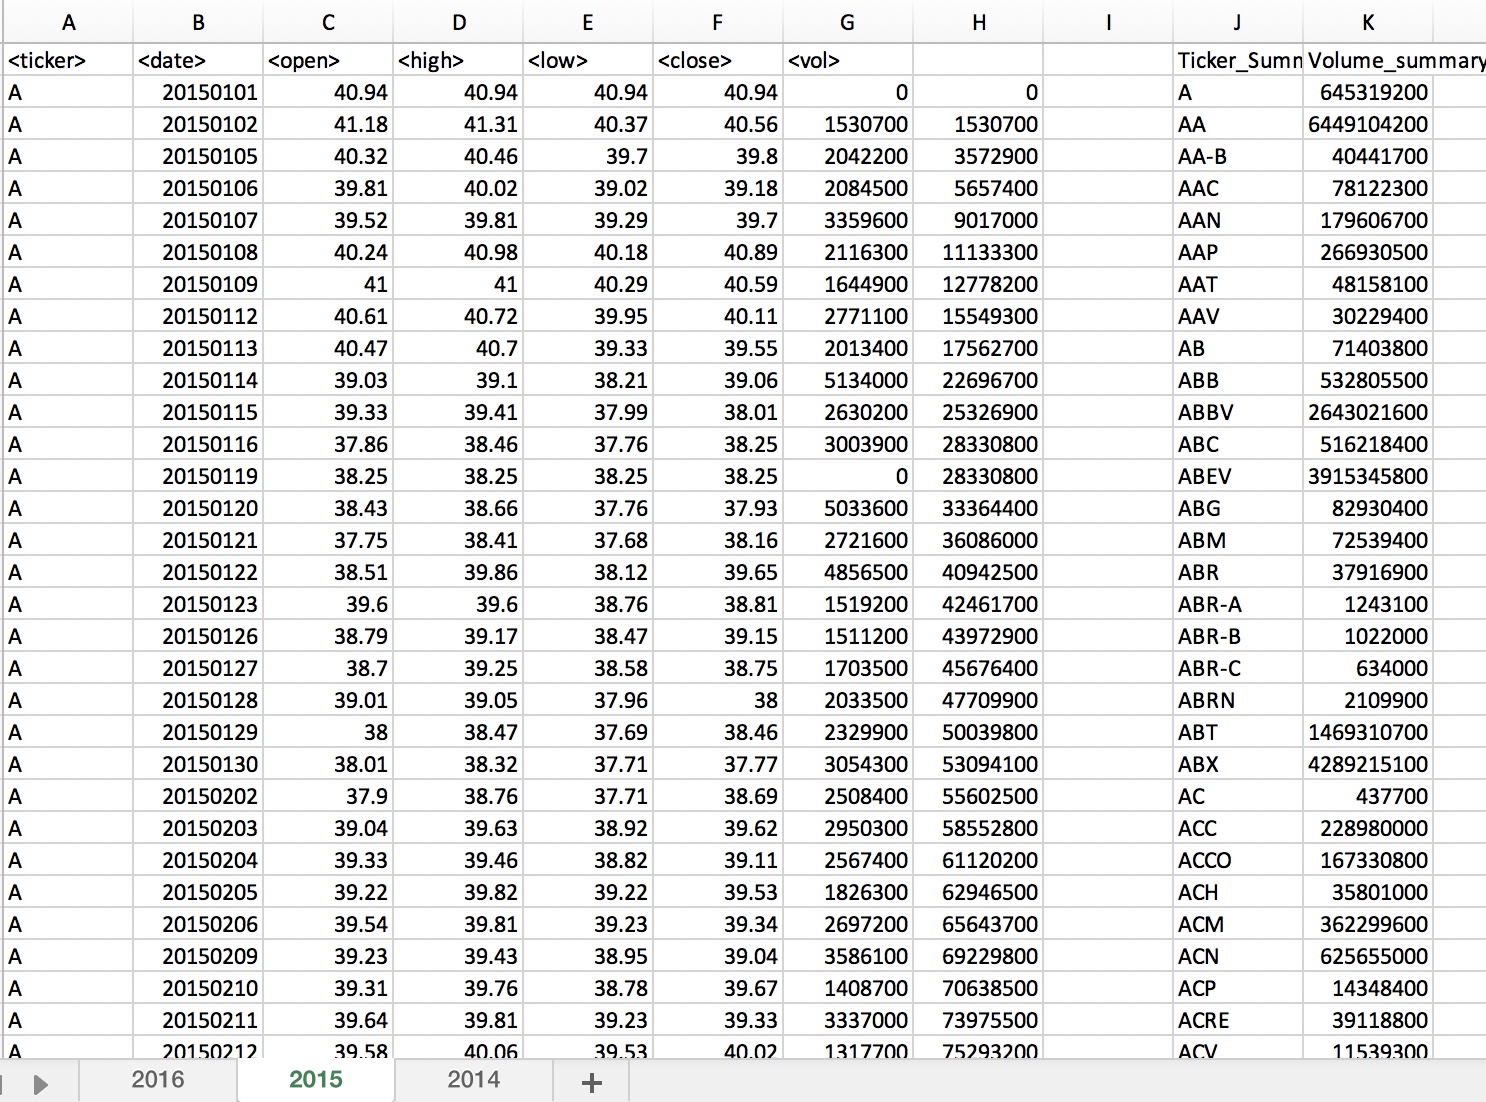 A B C D E F G H I J K
<ticker> <date> <open> <high> <low> <close> <vol> Ticker_Summ Volume_summary
A 20150101 40.94 40.94 40.94 40.94 0 0 A 645319200
A 20150102 41.18 41.31 40.37 40.56 1530700 1530700 AA 6449104200
A 20150105 40.32 40.46 39.7 39.8 2042200 3572900 AA-B 40441700
A 20150106 39.81 40.02 39.02 39.18 2084500 5657400 AAC 78122300
A 20150107 39.52 39.81 39.29 39.7 3359600 9017000 AAN 179606700
A 20150108 40.24 40.98 40.18 40.89 2116300 11133300 AAP 266930500
A 20150109 41 41 40.29 40.59 1644900 12778200 AAT 48158100
A 20150112 40.61 40.72 39.95 40.11 2771100 15549300 AAV 30229400
A 20150113 40.47 40.7 39.33 39.55 2013400 17562700 AB 71403800
A 20150114 39.03 39.1 38.21 39.06 5134000 22696700 ABB 532805500
A 20150115 39.33 39.41 37.99 38.01 2630200 25326900 ABBV 2643021600
A 20150116 37.86 38.46 37.76 38.25 3003900 28330800 ABC 516218400
A 20150119 38.25 38.25 38.25 38.25 0 28330800 ABEV 3915345800
A 20150120 38.43 38.66 37.76 37.93 5033600 33364400 ABG 82930400
A 20150121 37.75 38.41 37.68 38.16 2721600 36086000 ABM 72539400
A 20150122 38.51 39.86 38.12 39.65 4856500 40942500 ABR 37916900
A 20150123 39.6 39.6 38.76 38.81 1519200 42461700 ABR-A 1243100
A 20150126 38.79 39.17 38.47 39.15 1511200 43972900 ABR-B 1022000
A 20150127 38.7 39.25 38.58 38.75 1703500 45676400 ABR-C 634000
A 20150128 39.01 39.05 37.96 38 2033500 47709900 ABRN 2109900
A 20150129 38 38.47 37.69 38.46 2329900 50039800 ABT 1469310700
A 20150130 38.01 38.32 37.71 37.77 3054300 53094100 ABX 4289215100
A 20150202 37.9 38.76 37.71 38.69 2508400 55602500 AC 437700
A 20150203 39.04 39.63 38.92 39.62 2950300 58552800 ACC 228980000
A 20150204 39.33 39.46 38.82 39.11 2567400 61120200 ACCO 167330800
A 20150205 39.22 39.82 39.22 39.53 1826300 62946500 ACH 35801000
A 20150206 39.54 39.81 39.23 39.34 2697200 65643700 ACM 362299600
A 20150209 39.23 39.43 38.95 39.04 3586100 69229800 ACN 625655000
A 20150210 39.31 39.76 38.78 39.67 1408700 70638500 ACP 14348400
A 20150211 39.64 39.81 39.23 39.33 3337000 73975500 ACRE 39118800
A 20150212 39.58 40.06 39.53 40.02 1317700 75293200 ACV 11539300
2016 2015 2014 +